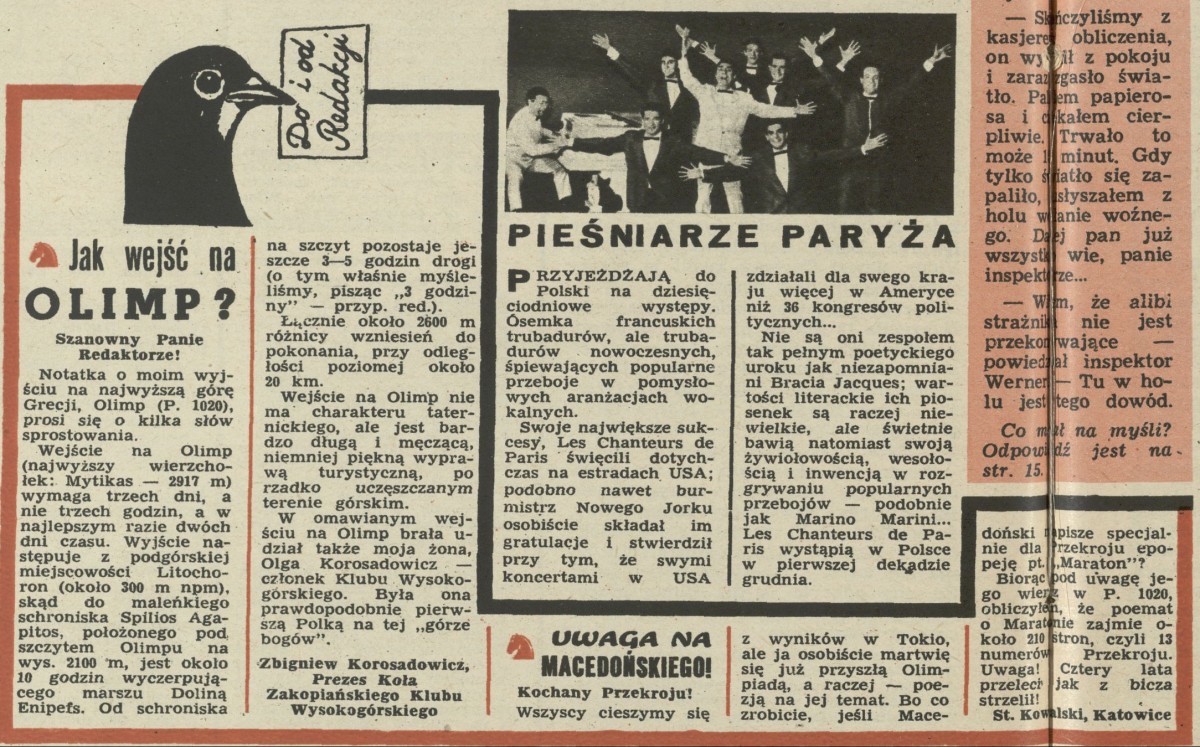 Do i od
Redakcji
Jak wejść na
OLIMP?
Szanowny Panie
Redaktorze!
Notatka o moim wyj-
ściu na najwyższą górę
Grecji, Olimp (P. 1020),
prosi się o kilka słów
sprostowania.
Wejście na Olimp
(najwyższy wierzcho-
łek: Mytikas — 2917 m)
wymaga trzech dni, a
nie trzech godzin, a w
najlepszym razie dwóch
dni czasu. Wyjście na-
stępuje z podgórskiej
miejscowości Litocho-
ron (około 300 m npm),
skąd do maleńkiego
schroniska Spilios Aga-
pitos, położonego pod
szczytem Olimpu na
wys. 2100 m, jest około
10 godzin wyczerpują-
cego marszu Doliną
Enipefs. Od schroniska
na szczyt pozostaje je-
szcze 3—5 godzin drogi
(o tym właśnie myśle-
liśmy, pisząc „3 godzi-
ny” — przyp. red.).
Łącznie około 2600 m
różnicy wzniesień do
pokonania, przy odleg-
łości poziomej około
20 km.
Wejście na Olimp nie
ma charakteru tater-
nickiego, ale jest bar-
dzo długą i męczącą,
niemniej piękną wypra-
wą turystyczną, po
rzadko uczęszczanym
terenie górskim.
W omawianym wej-
ściu na Olimp brała u-
dział także moja żona,
Olga Korosadowicz —
członek Klubu Wysoko-
górskiego. Była ona
prawdopodobnie pierw-
szą Polką na tej „górze
bogów”.
Zbigniew Korosadowicz,
Prezes Koła
Zakopiańskiego Klubu
Wysokogórskiego
PIEŚNIARZE PARYŻA
PRZYJEŻDŻAJĄ do
Polski na dziesię-
ciodniowe występy.
Ósemka francuskich
trubadurów, ale truba-
durów nowoczesnych,
śpiewających popularne
przeboje w pomysło-
wych aranżacjach wo-
kalnych.
Swoje największe suk-
cesy, Les Chanteurs de
Paris święcili dotych-
czas na estradach USA;
podobno nawet bur-
mistrz Nowego Jorku
osobiście składał im
gratulacje i stwierdził
przy tym, że swymi
koncertami w USA
zdziałali dla swego kra-
ju więcej w Ameryce
niż 36 kongresów poli-
tycznych...
Nie są oni zespołem
tak pełnym poetyckiego
uroku jak niezapomnia-
ni Bracia Jacques; war-
tości literackie ich pio-
senek są raczej nie-
wielkie, ale świetnie
bawią natomiast swoją
żywiołowością, wesoło-
ścią i inwencją w roz-
grywaniu popularnych
przebojów — podobnie
jak Marino Marini...
Les Chanteurs de Pa-
ris wystąpią w Polsce
w pierwszej dekadzie
grudnia.
— Skończyliśmy z
kasjerem obliczenia,
on wy ił z pokoju
i zaraz zgasło świa-
tło. Paliłem papiero-
sa i czekałem cier-
pliwie. Trwało to
może minut. Gdy
tylko światło się za-
paliło, usłyszałem z
holu wołanie woźne-
go. Dalej pan już
wszystko wie, panie
inspektorze...
— Wiem, że alibi
strażnika nie jest
przekonywające —
powiedział inspektor
Werner — Tu w ho-
lu jest tego dowód.
Co miał na myśli?
Odpowiedź jest na
str. 15.
UWAGA NA
MACEDOŃSKIEGO!
Kochany Przekroju!
Wszyscy cieszymy się
z wyników w Tokio,
ale ja osobiście martwię
się już przyszłą Olim-
piadą, a raczej — poe-
zją na jej temat. Bo co
zrobicie, jeśli Mace-
doński napisze specjal-
nie dla Przekroju epo-
peję pt. „Maraton”?
Biorąc pod uwagę je-
go wiersz w P. 1020,
obliczyłem, że poemat
o Maratonie zajmie o-
koło 210 stron, czyli 13
numerów Przekroju.
Uwaga! Cztery lata
przeleci jak z bicza
strzelił!
St. Kowalski, Katowice